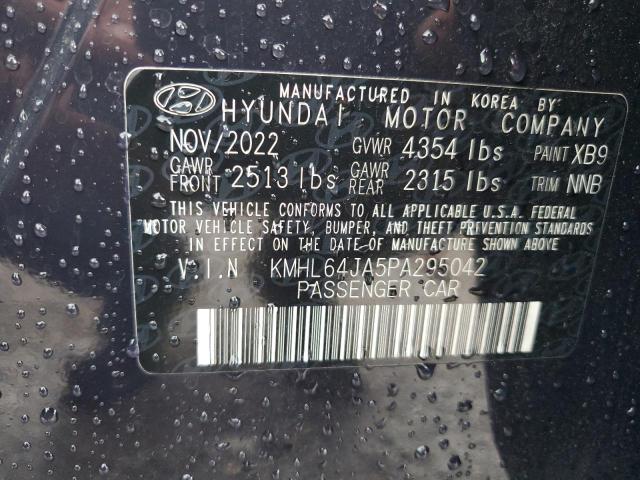 MANUFACTURED IN KOREA BY
HYUNDAI MOTOR COMPANY
NOV/2022 GVWR 4354 lbs PAINT XB9
GAWR FRONT 2513 lbs GAWR REAR 2315 lbs TRIM NNB
THIS VEHICLE CONFORMS TO ALL APPLICABLE U.S.A. FEDERAL
MOTOR VEHICLE SAFETY, BUMPER, AND THEFT PREVENTION STANDARDS
IN EFFECT ON THE DATE OF MANUFACTURE SHOWN ABOVE.
V.I.N KMHL64JA5PA295042
PASSENGER CAR